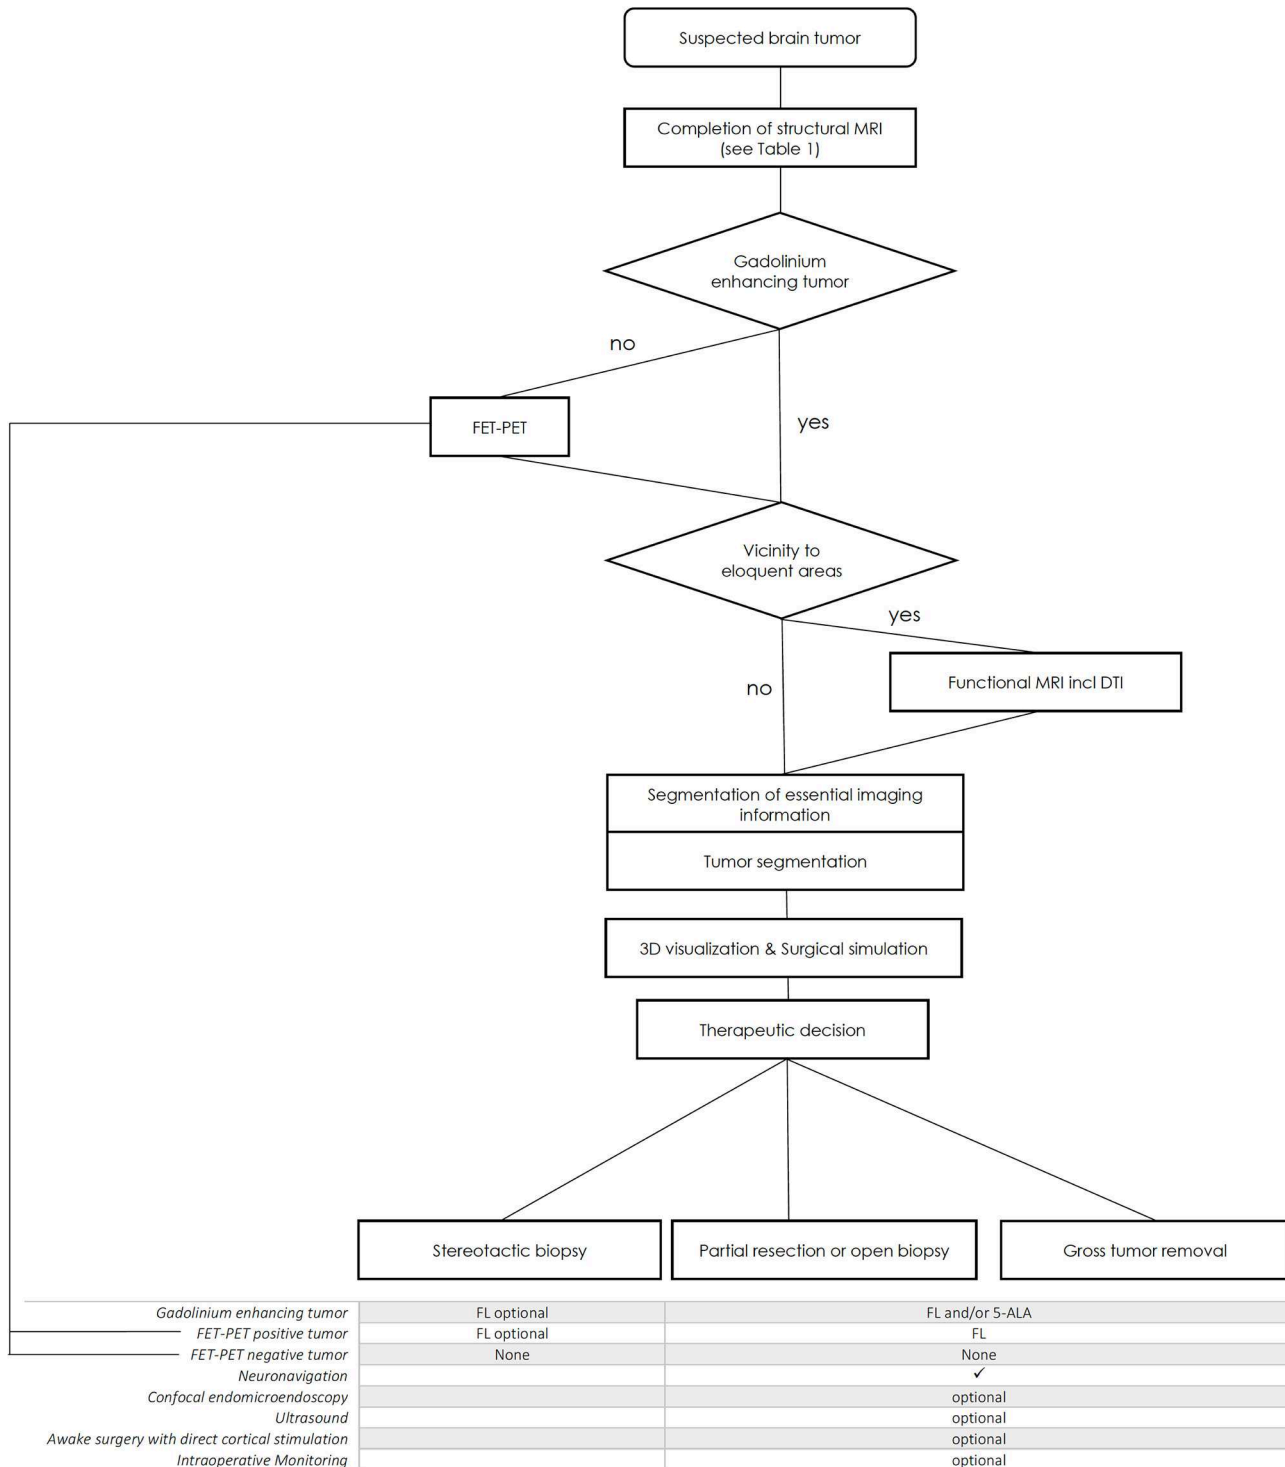 Suspected brain tumor
Completion of structural MRI
(see Table 1)
Gadolinium
enhancing tumor
no
yes
FET-PET
Vicinity to
eloquent areas
yes
no
Functional MRI incl DTI
Segmentation of essential imaging
information
Tumor segmentation
3D visualization & Surgical simulation
Therapeutic decision
Stereotactic biopsy
Partial resection or open biopsy
Gross tumor removal
Gadolinium enhancing tumor FL optional FL and/or 5-ALA
FET-PET positive tumor FL optional FL
FET-PET negative tumor None None
Neuronavigation ✓
Confocal endomicroendoscopy optional
Ultrasound optional
Awake surgery with direct cortical stimulation optional
Intraoperative Monitoring optional